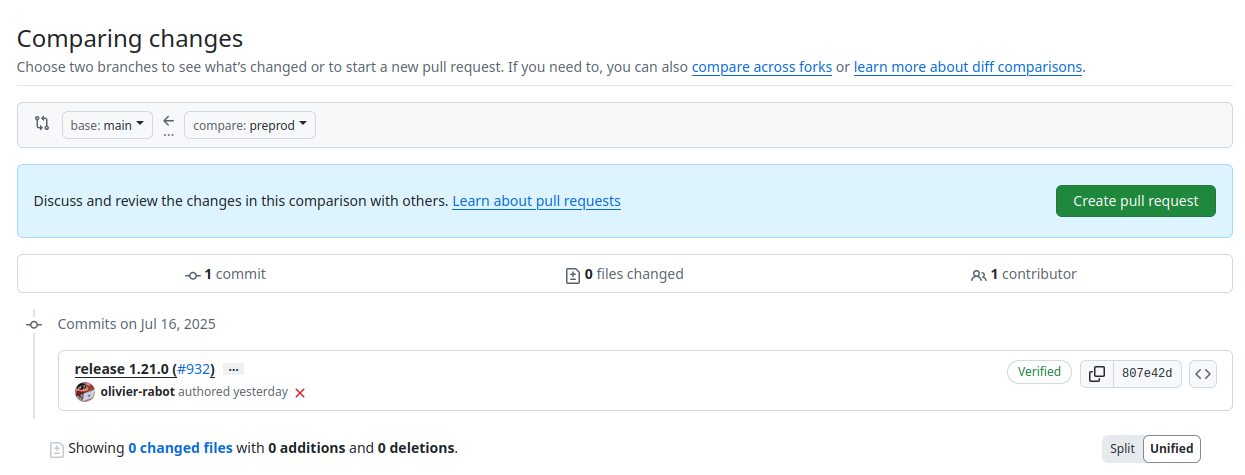 Comparing changes
Choose two branches to see what's changed or to start a new pull request. If you need to, you can also compare across forks or learn more about diff comparisons.
base: main ... compare: preprod
Discuss and review the changes in this comparison with others. Learn about pull requests Create pull request
1 commit 0 files changed 1 contributor
Commits on Jul 16, 2025
release 1.21.0 (#932) ... Verified 807e42d
olivier-rabot authored yesterday
Showing 0 changed files with 0 additions and 0 deletions. Split Unified